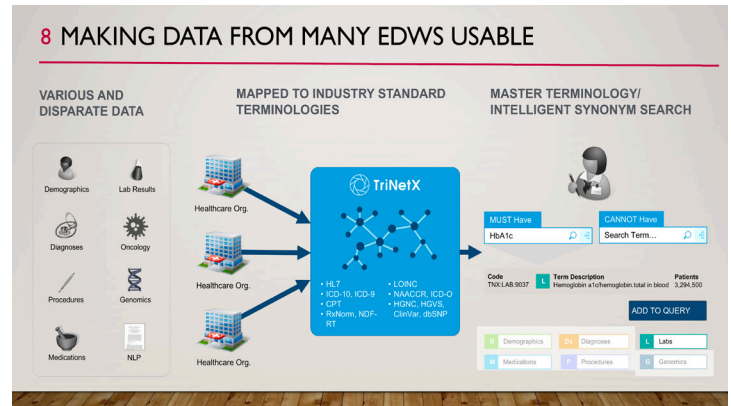 8 MAKING DATA FROM MANY EDWS USABLE
VARIOUS AND
DISPARATE DATA
Demographics
Lab Results
Diagnoses
Oncology
Procedures
Genomics
Medications
NLP
MAPPED TO INDUSTRY STANDARD
TERMINOLOGIES
Healthcare Org.
Healthcare Org.
Healthcare Org.
TriNetX
• HL7
• ICD-10, ICD-9
• CPT
• RxNorm, NDF-
RT
• LOINC
• NAACCR, ICD-O
• HGNC, HGVS,
ClinVar, dbSNP
MASTER TERMINOLOGY/
INTELLIGENT SYNONYM SEARCH
MUST Have
HbA1c
CANNOT Have
Search Term...
Code Term Description Patients
TNX:LAB:9037 L Hemoglobin a1c/hemoglobin.total in blood 3,294,500
ADD TO QUERY
D Demographics
Dx Diagnoses
L Labs
M Medications
P Procedures
G Genomics